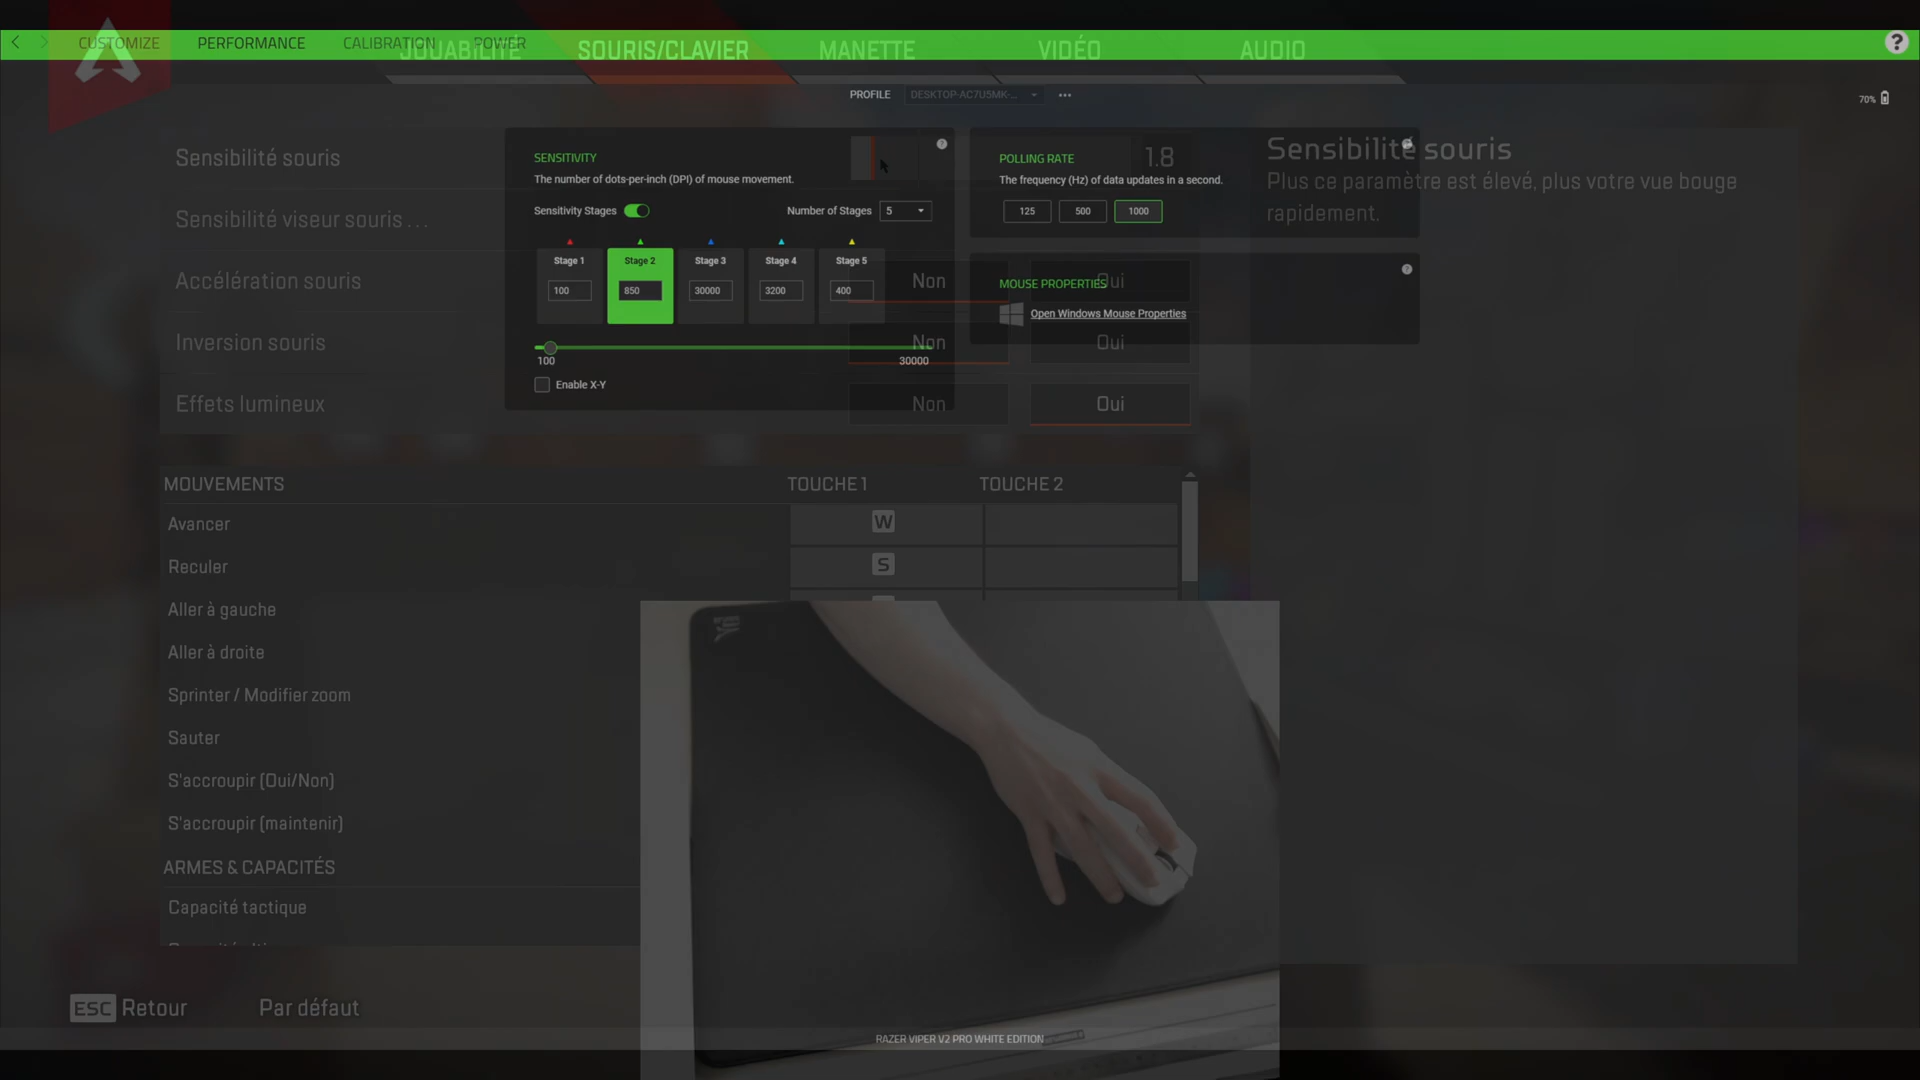 CUSTOMIZE
PERFORMANCE
CALIBRATION
POWER
JOUABILITÉ
SOURIS/CLAVIER
MANETTE
VIDÉO
AUDIO
PROFILE
DESKTOP-AC7U5MK-...
70%
Sensibilité souris
1.8
Sensibilité souris
Plus ce paramètre est élevé, plus votre vue bouge
rapidement.
SENSITIVITY
The number of dots-per-inch (DPI) of mouse movement.
Sensitivity Stages
Number of Stages
5
POLLING RATE
The frequency (Hz) of data updates in a second.
125
500
1000
Sensibilité viseur souris...
Stage 1
Stage 2
Stage 3
Stage 4
Stage 5
100
850
30000
3200
400
Accélération souris
Non
Oui
MOUSE PROPERTIES
Open Windows Mouse Properties
Inversion souris
Non
Oui
100
30000
Enable X-Y
Effets lumineux
Non
Oui
MOUVEMENTS
TOUCHE 1
TOUCHE 2
Avancer
W
Reculer
S
Aller à gauche
Aller à droite
Sprinter / Modifier zoom
Sauter
S'accroupir (Oui/Non)
S'accroupir (maintenir)
ARMES & CAPACITÉS
Capacité tactique
ESC Retour
Par défaut
RAZER VIPER V2 PRO WHITE EDITION